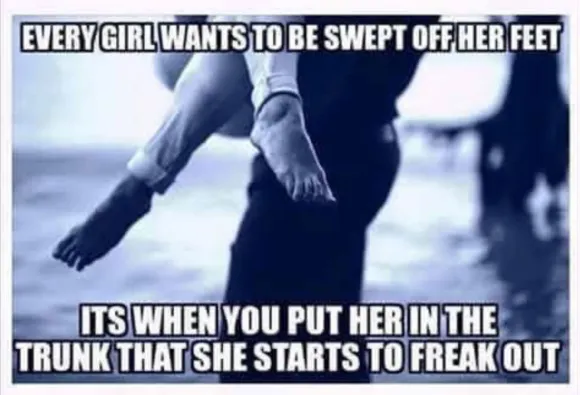 EVERY GIRL WANTS TO BE SWEPT OFF HER FEET
ITS WHEN YOU PUT HER IN THE
TRUNK THAT SHE STARTS TO FREAK OUT